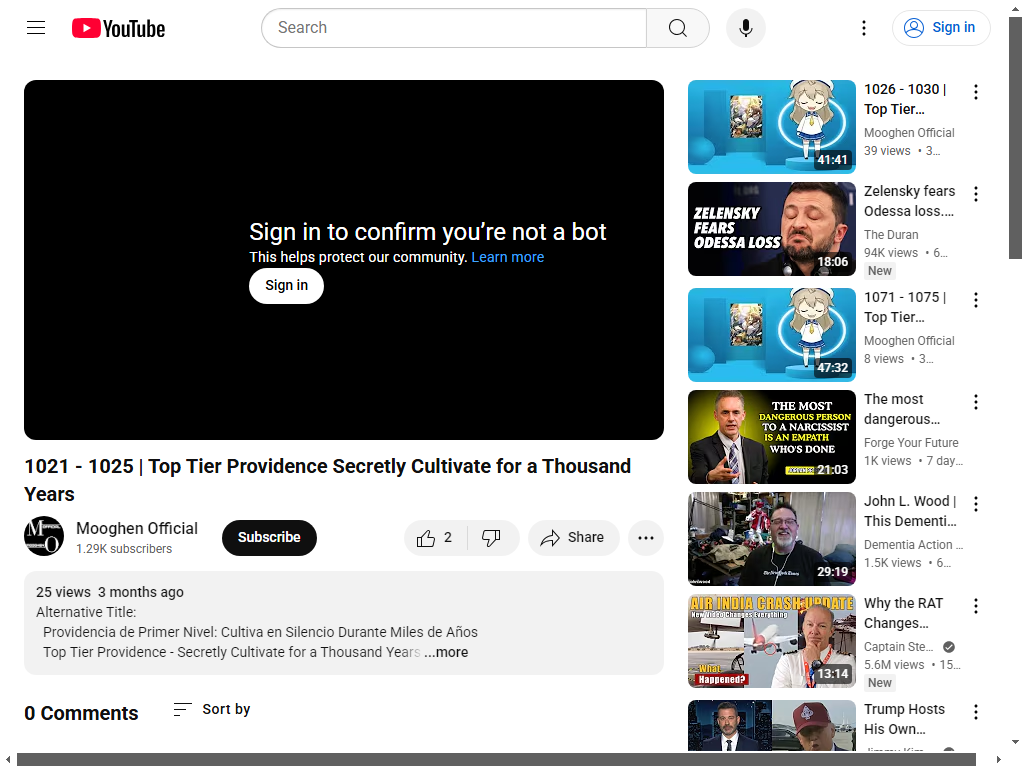 YouTube
Search
Sign in
Sign in to confirm you're not a bot
This helps protect our community. Learn more
Sign in
1021 - 1025 | Top Tier Providence Secretly Cultivate for a Thousand
Years
Mooghen Official
1.29K subscribers
Subscribe
2
Share
25 views 3 months ago
Alternative Title:
Providencia de Primer Nivel: Cultiva en Silencio Durante Miles de Años
Top Tier Providence - Secretly Cultivate for a Thousand Years ...more
0 Comments
Sort by
41:41
1026 - 1030 |
Top Tier…
Mooghen Official
39 views • 3…
ZELENSKY
FEARS
ODESSA LOSS
18:06
Zelensky fears
Odessa loss.…
The Duran
94K views • 6…
New
47:32
1071 - 1075 |
Top Tier…
Mooghen Official
8 views • 3…
THE MOST
DANGEROUS PERSON
TO A NARCISSIST
IS AN EMPATH
WHO'S DONE
21:03
The most
dangerous…
Forge Your Future
1K views • 7 day…
29:19
John L. Wood |
This Dementi…
Dementia Action …
1.5K views • 6…
AIR INDIA CRASH UPDATE
New Video Changes Everything
What
Happened?
13:14
Why the RAT
Changes…
Captain Ste…
5.6M views • 15…
New
Trump Hosts
His Own…
Jimmy Kim…